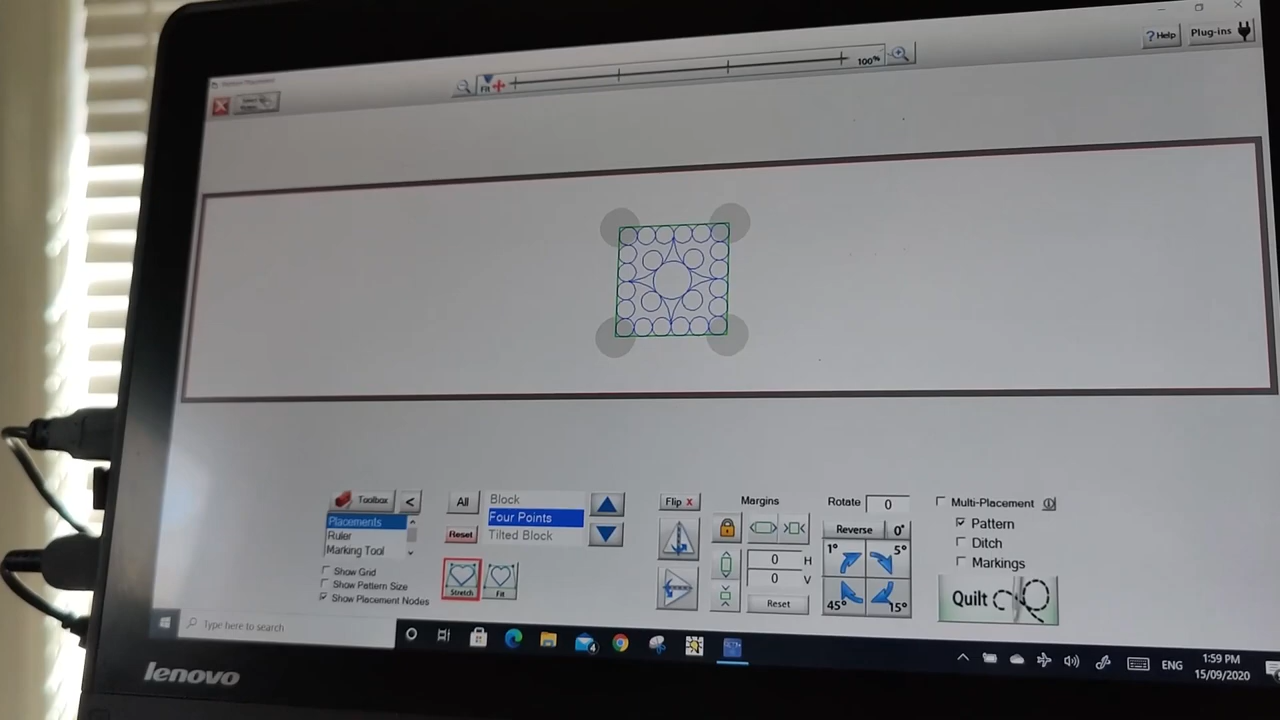 ? Help
Plug-ins
Fit
100%
Toolbox
<
Placements
Ruler
Marking Tool
Show Grid
Show Pattern Size
Show Placement Nodes
All
Reset
Block
Four Points
Tilted Block
Stretch
Fit
Flip X
Margins
0 H
0 V
Reset
Rotate 0
Reverse 0°
1° 5°
45° 15°
Multi-Placement
Pattern
Ditch
Markings
Quilt
Type here to search
4
ENG
1:59 PM
15/09/2020
lenovo